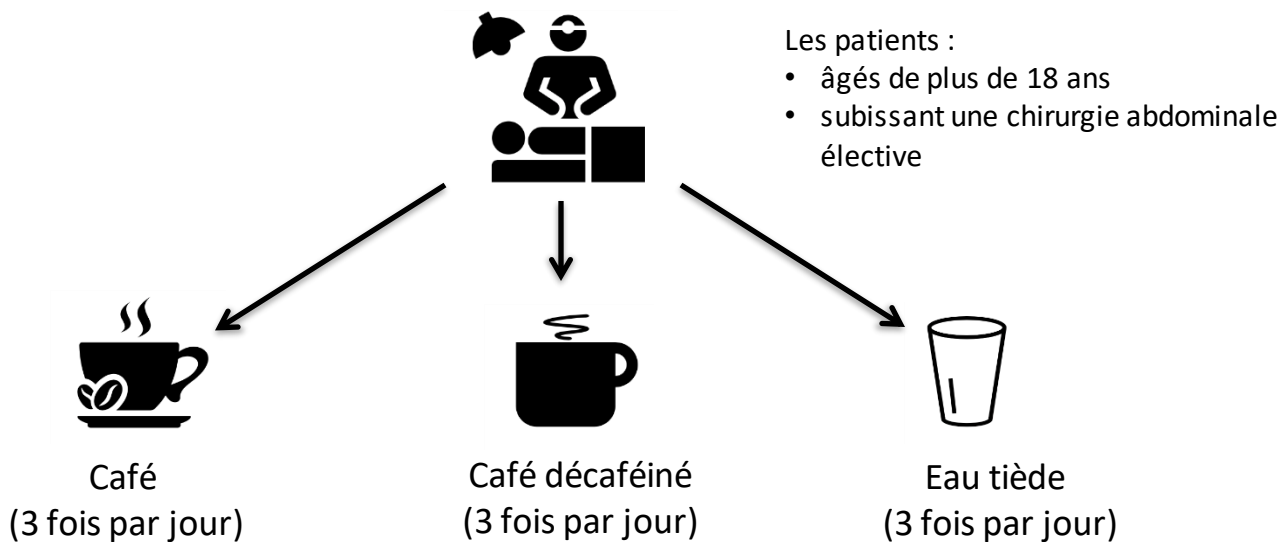 Les patients :
• âgés de plus de 18 ans
• subissant une chirurgie abdominale
élective
Café
(3 fois par jour)
Café décaféiné
(3 fois par jour)
Eau tiède
(3 fois par jour)